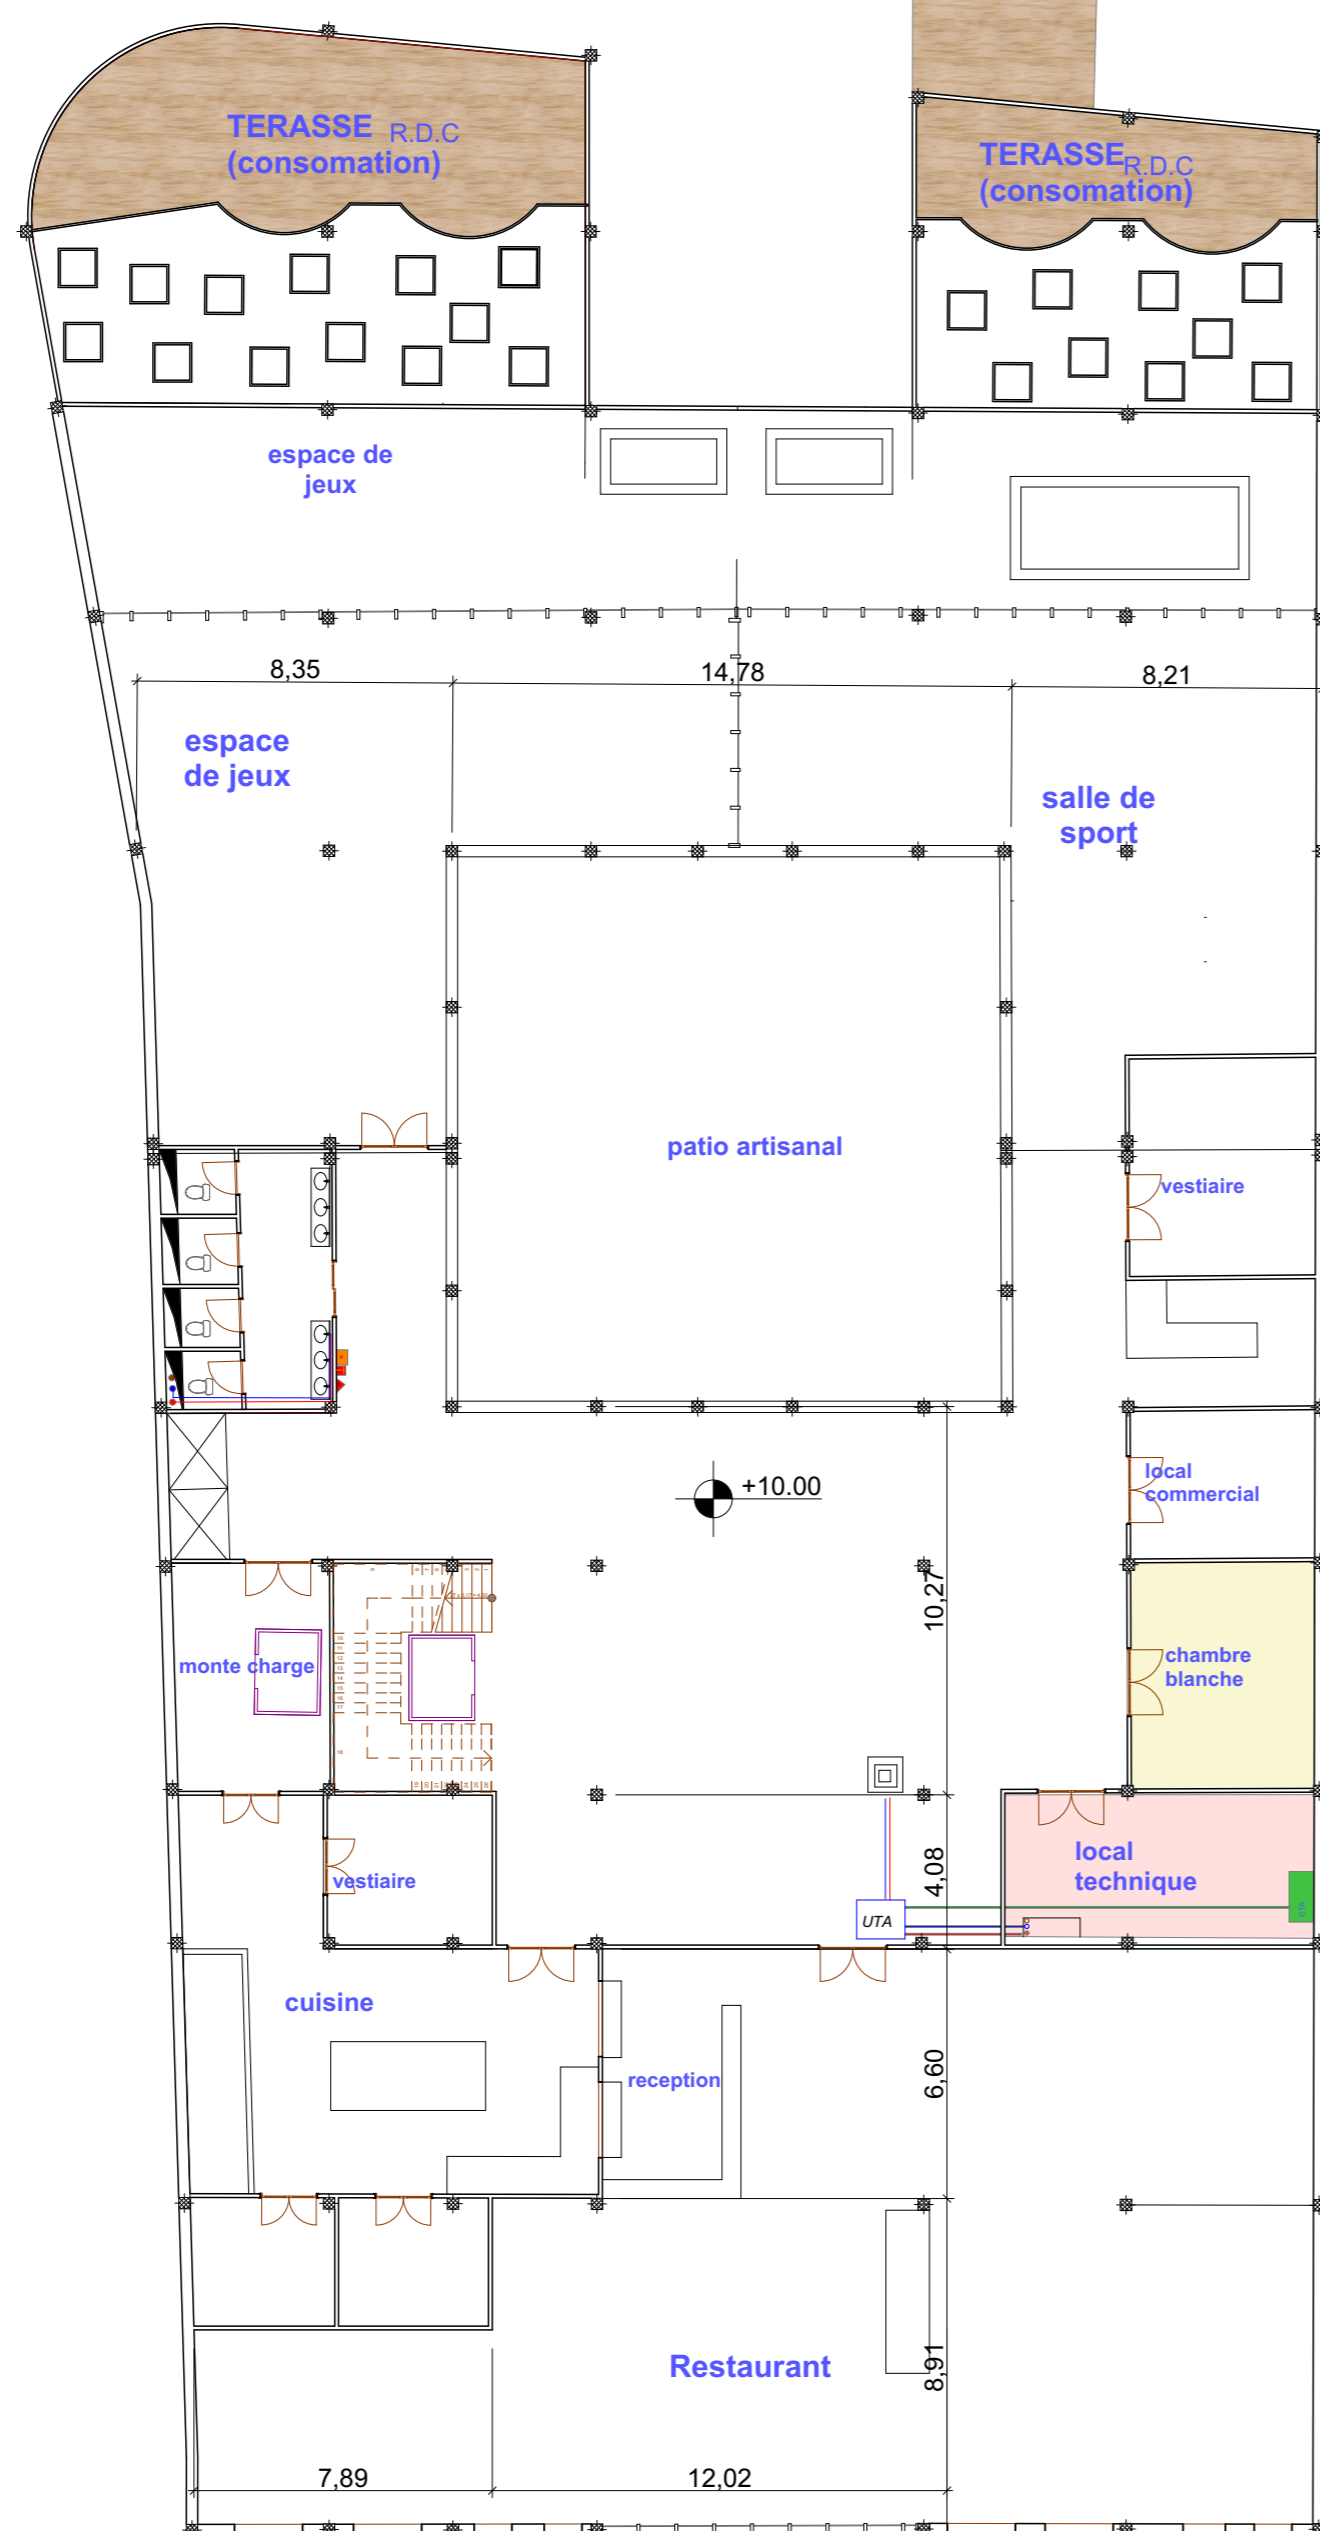 TERASSE R.D.C
(consomation)
TERASSE R.D.C
(consomation)
espace de
jeux
8,35
14,78
8,21
espace
de jeux
salle de
sport
patio artisanal
vestiaire
+10.00
local
commercial
10,27
chambre
blanche
monte charge
local
technique
4,08
vestiaire
UTA
cuisine
reception
6,60
Restaurant
8,91
7,89
12,02